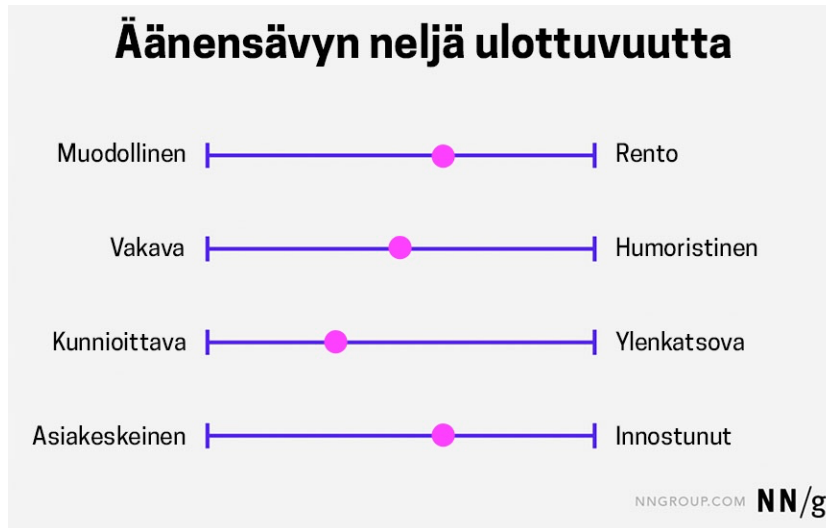 Äänensävyn neljä ulottuvuutta
Muodollinen Rento
Vakava Humoristinen
Kunnioittava Ylenkatsova
Asiakeskeinen Innostunut
NNGROUP.COM NN/g